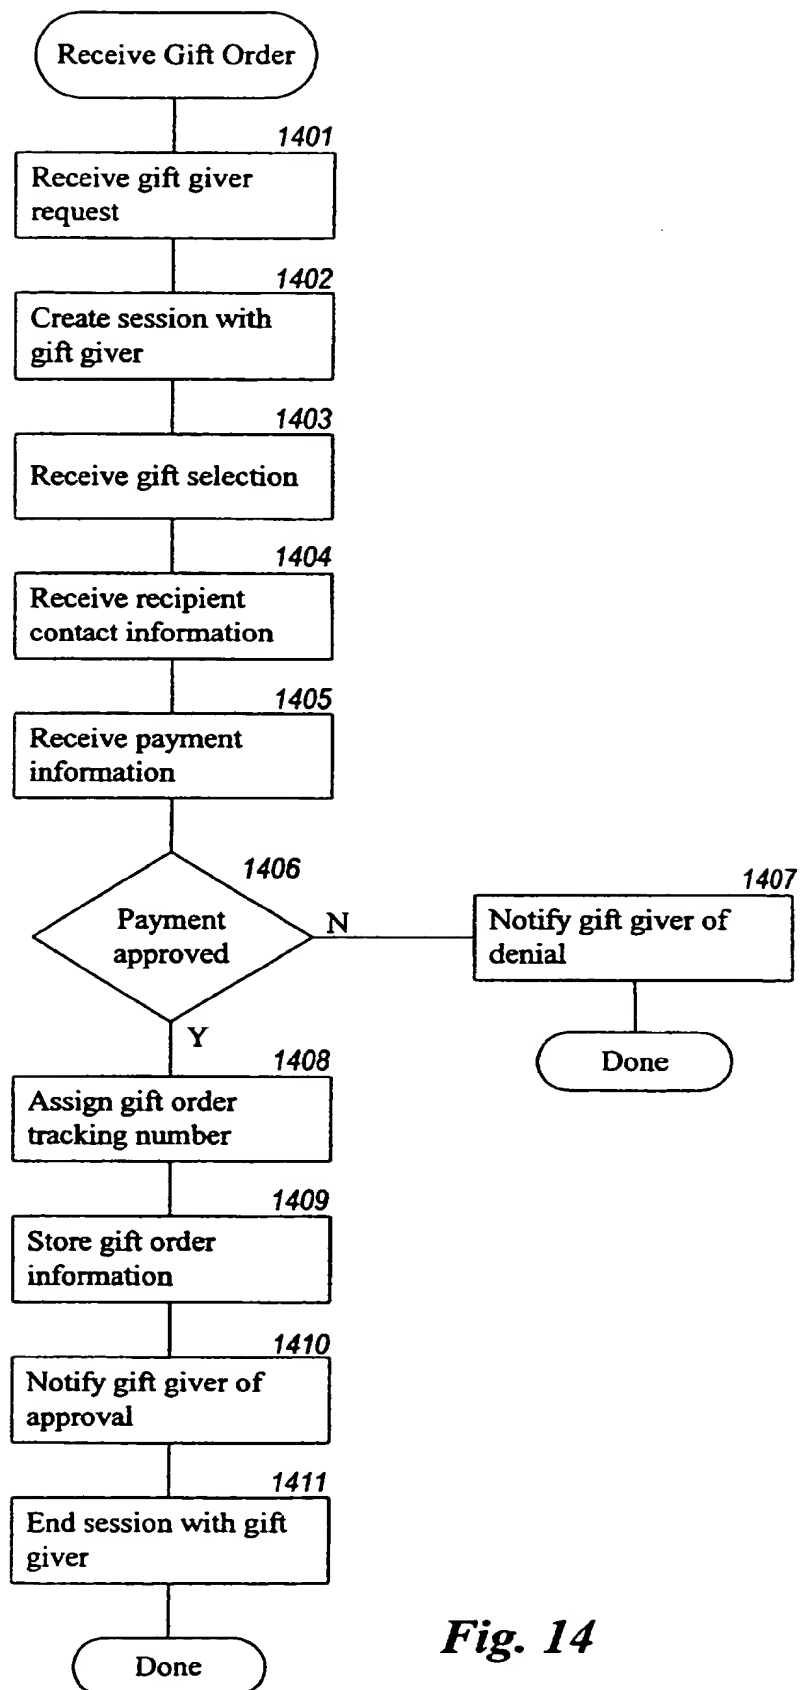 Receive Gift Order
1401
Receive gift giver
request
1402
Create session with
gift giver
1403
Receive gift selection
1404
Receive recipient
contact information
1405
Receive payment
information
1406
Payment
approved
N
1407
Notify gift giver of
denial
Done
Y
1408
Assign gift order
tracking number
1409
Store gift order
information
1410
Notify gift giver of
approval
1411
End session with gift
giver
Done
Fig. 14